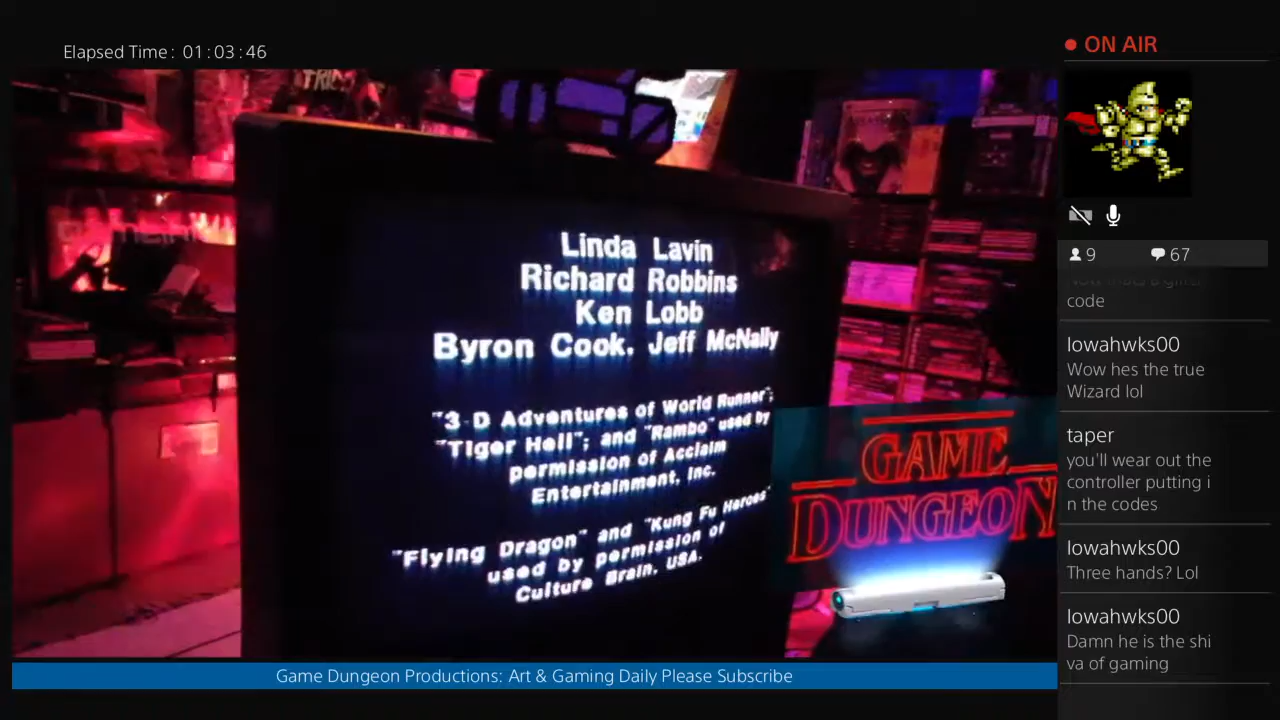 Elapsed Time: 01:03:46
ON AIR
9
67
code
Iowahwks00
Wow hes the true
Wizard lol
taper
you'll wear out the
controller putting i
n the codes
Iowahwks00
Three hands? Lol
Iowahwks00
Damn he is the shi
va of gaming
Linda Lavin
Richard Robbins
Ken Lobb
Byron Cook, Jeff McNally
"3-D Adventures of World Runner";
"Tiger Heli"; and "Rambo" used by
permission of Acclaim
Entertainment, Inc.
"Flying Dragon" and "Kung Fu Heroes"
used by permission of
Culture Brain, USA.
GAME
DUNGEON
Game Dungeon Productions: Art & Gaming Daily Please Subscribe